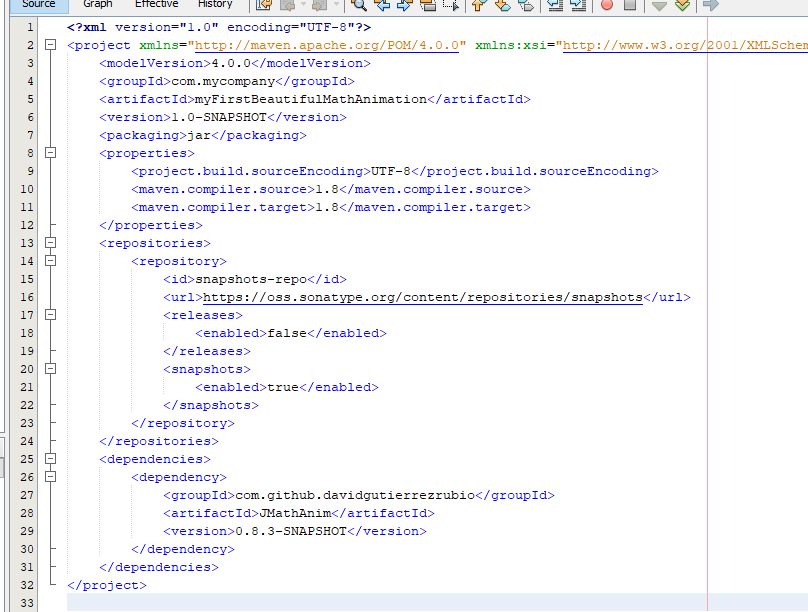 Source Graph Effective History
1 <?xml version="1.0" encoding="UTF-8"?>
2 <project xmlns="http://maven.apache.org/POM/4.0.0" xmlns:xsi="http://www.w3.org/2001/XMLSchem
3 <modelVersion>4.0.0</modelVersion>
4 <groupId>com.mycompany</groupId>
5 <artifactId>myFirstBeautifulMathAnimation</artifactId>
6 <version>1.0-SNAPSHOT</version>
7 <packaging>jar</packaging>
8 <properties>
9 <project.build.sourceEncoding>UTF-8</project.build.sourceEncoding>
10 <maven.compiler.source>1.8</maven.compiler.source>
11 <maven.compiler.target>1.8</maven.compiler.target>
12 </properties>
13 <repositories>
14 <repository>
15 <id>snapshots-repo</id>
16 <url>https://oss.sonatype.org/content/repositories/snapshots</url>
17 <releases>
18 <enabled>false</enabled>
19 </releases>
20 <snapshots>
21 <enabled>true</enabled>
22 </snapshots>
23 </repository>
24 </repositories>
25 <dependencies>
26 <dependency>
27 <groupId>com.github.davidgutierrezrubio</groupId>
28 <artifactId>JMathAnim</artifactId>
29 <version>0.8.3-SNAPSHOT</version>
30 </dependency>
31 </dependencies>
32 </project>
33